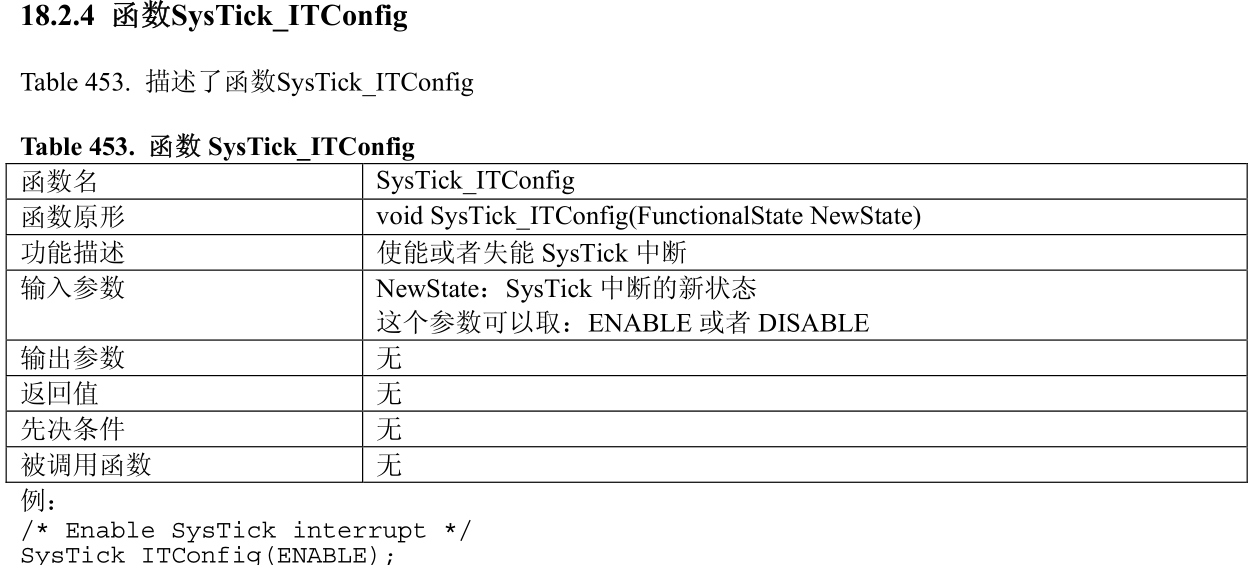 18.2.4 函数SysTick_ITConfig
Table 453. 描述了函数SysTick_ITConfig
Table 453. 函数 SysTick_ITConfig
函数名 SysTick_ITConfig
函数原形 void SysTick_ITConfig(FunctionalState NewState)
功能描述 使能或者失能 SysTick 中断
输入参数 NewState：SysTick 中断的新状态
这个参数可以取：ENABLE 或者 DISABLE
输出参数 无
返回值 无
先决条件 无
被调用函数 无
例：
/* Enable SysTick interrupt */
SysTick_ITConfig(ENABLE);